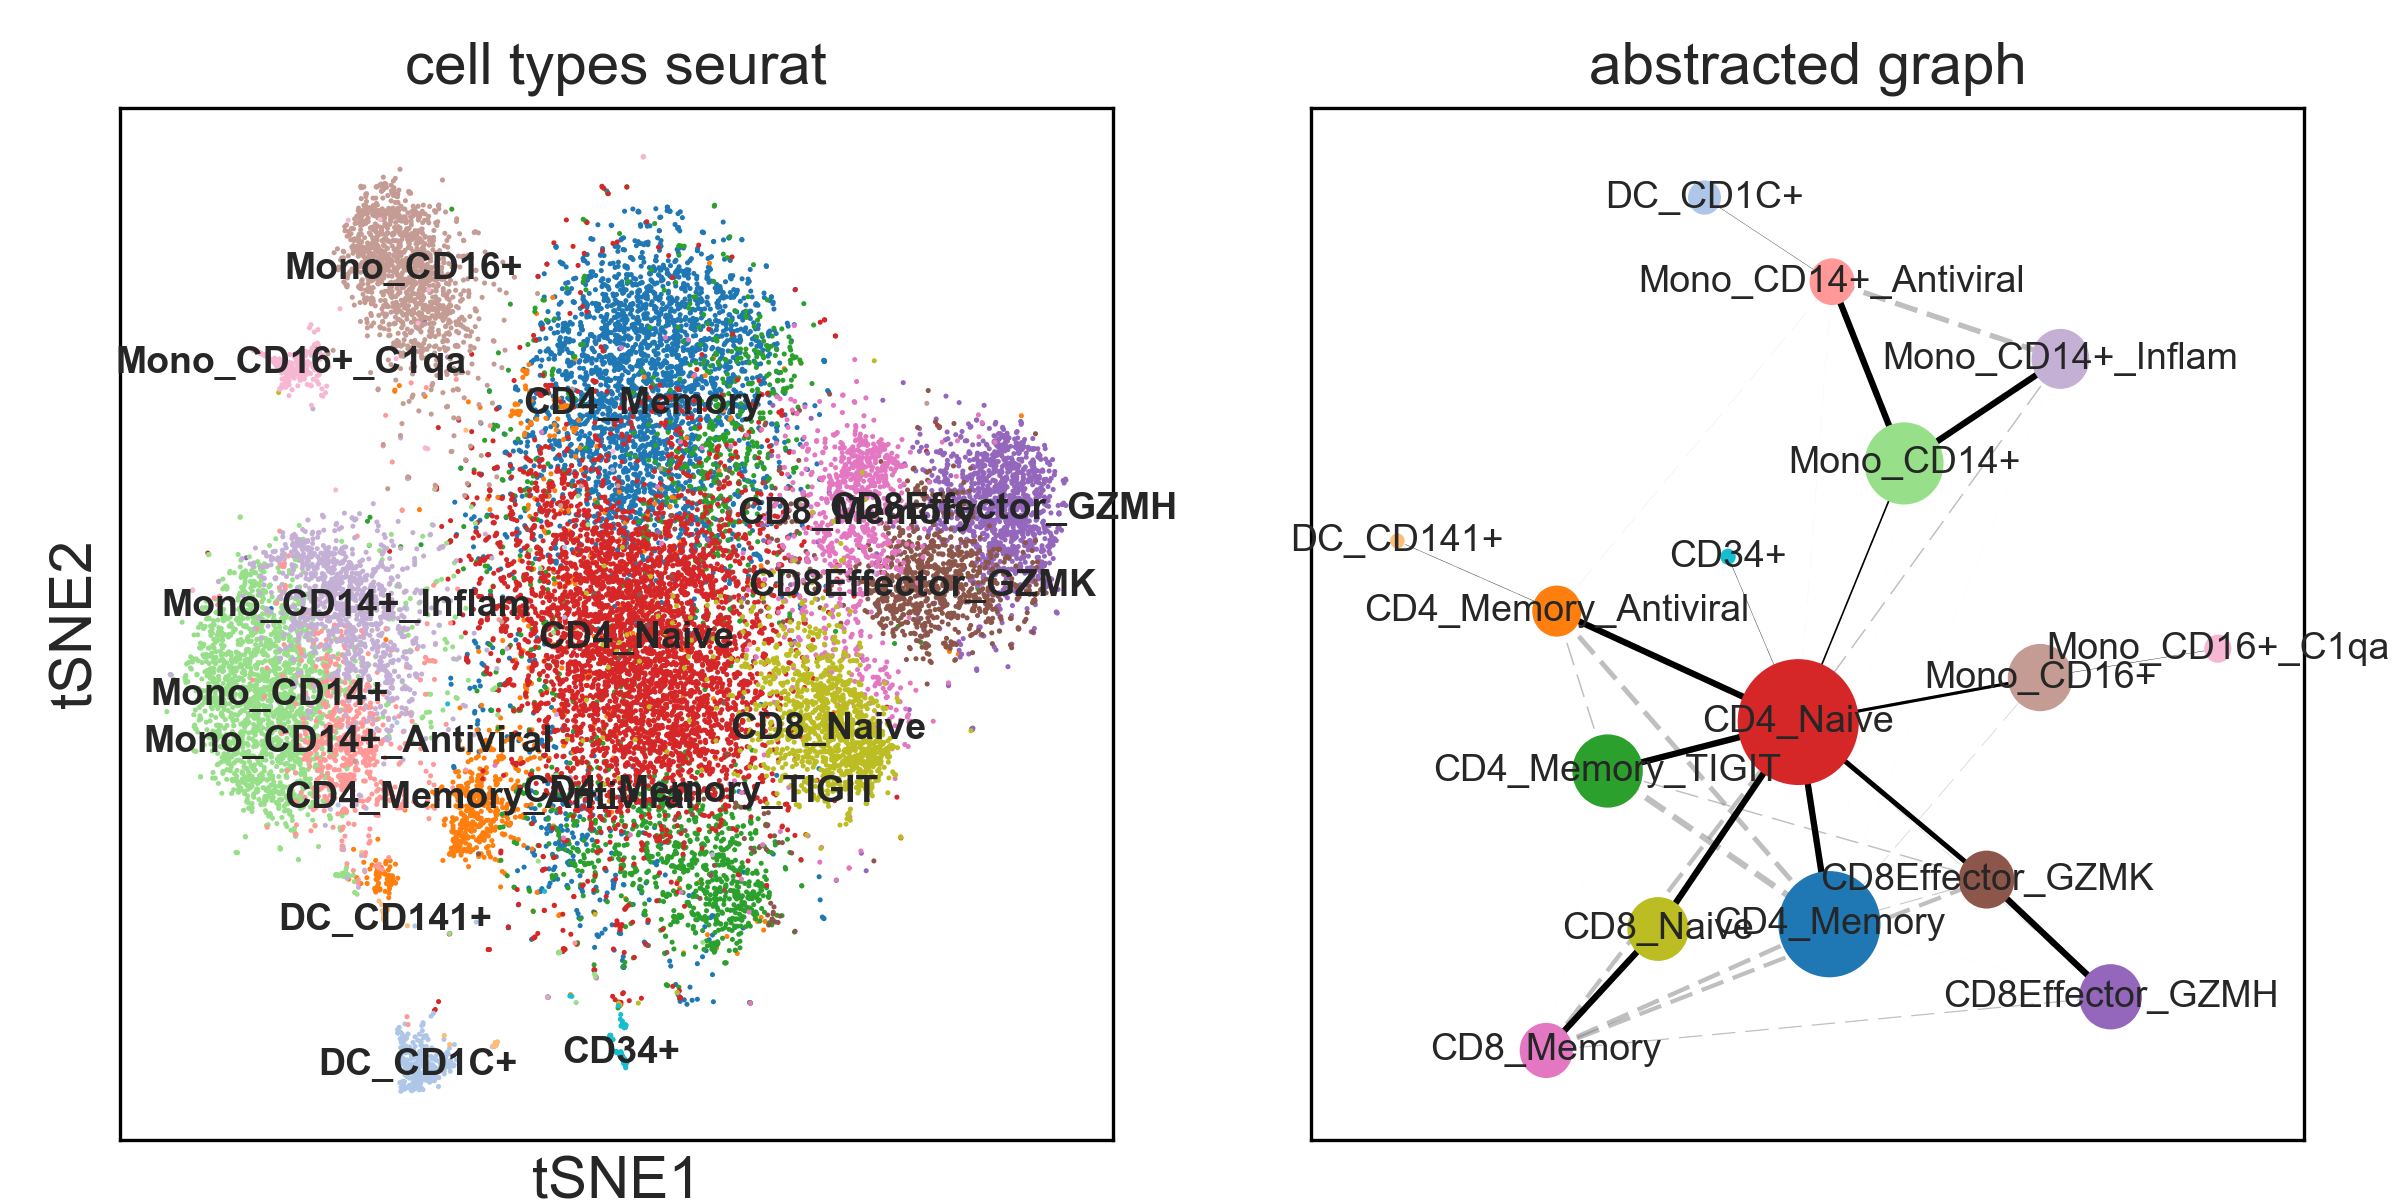 cell types seurat
Mono_CD16+
Mono_CD16+_C1qa
CD4_Memory
CD8_Memory
CD8Effector_GZMH
CD8Effector_GZMK
Mono_CD14+_Inflam
CD4_Naive
Mono_CD14+
CD8_Naive
Mono_CD14+_Antiviral
CD4_Memory_Antiviral
CD4_Memory_TIGIT
DC_CD141+
DC_CD1C+
CD34+
tSNE2
tSNE1
abstracted graph
DC_CD1C+
Mono_CD14+_Antiviral
Mono_CD14+_Inflam
Mono_CD14+
DC_CD141+
CD34+
CD4_Memory_Antiviral
Mono_CD16+_C1qa
Mono_CD16+
CD4_Naive
CD4_Memory_TIGIT
CD8Effector_GZMK
CD8_Naive
CD4_Memory
CD8Effector_GZMH
CD8_Memory